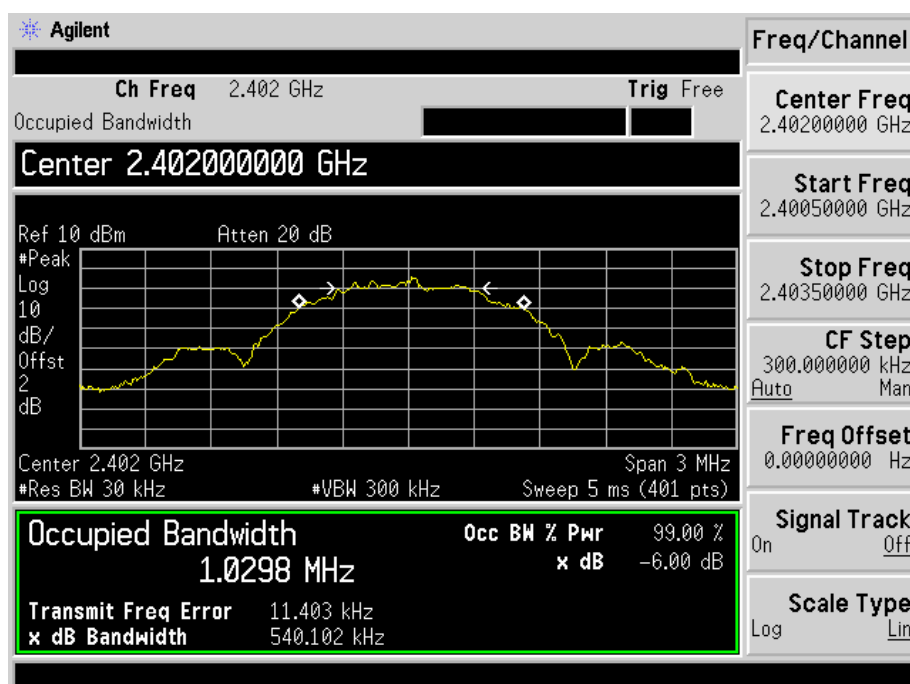 Agilent
Freq/Channel
Ch Freq 2.402 GHz Trig Free
Occupied Bandwidth
Center 2.402000000 GHz
Ref 10 dBm Atten 20 dB
#Peak
Log
10
dB/
Offst
2
dB
Center 2.402 GHz Span 3 MHz
#Res BW 30 kHz #VBW 300 kHz Sweep 5 ms (401 pts)
Occupied Bandwidth
1.0298 MHz
Occ BW % Pwr 99.00 %
x dB -6.00 dB
Transmit Freq Error 11.403 kHz
x dB Bandwidth 540.102 kHz
Center Freq
2.40200000 GHz
Start Freq
2.40050000 GHz
Stop Freq
2.40350000 GHz
CF Step
300.000000 kHz
Auto Man
Freq Offset
0.00000000 Hz
Signal Track
On Off
Scale Type
Log Lin